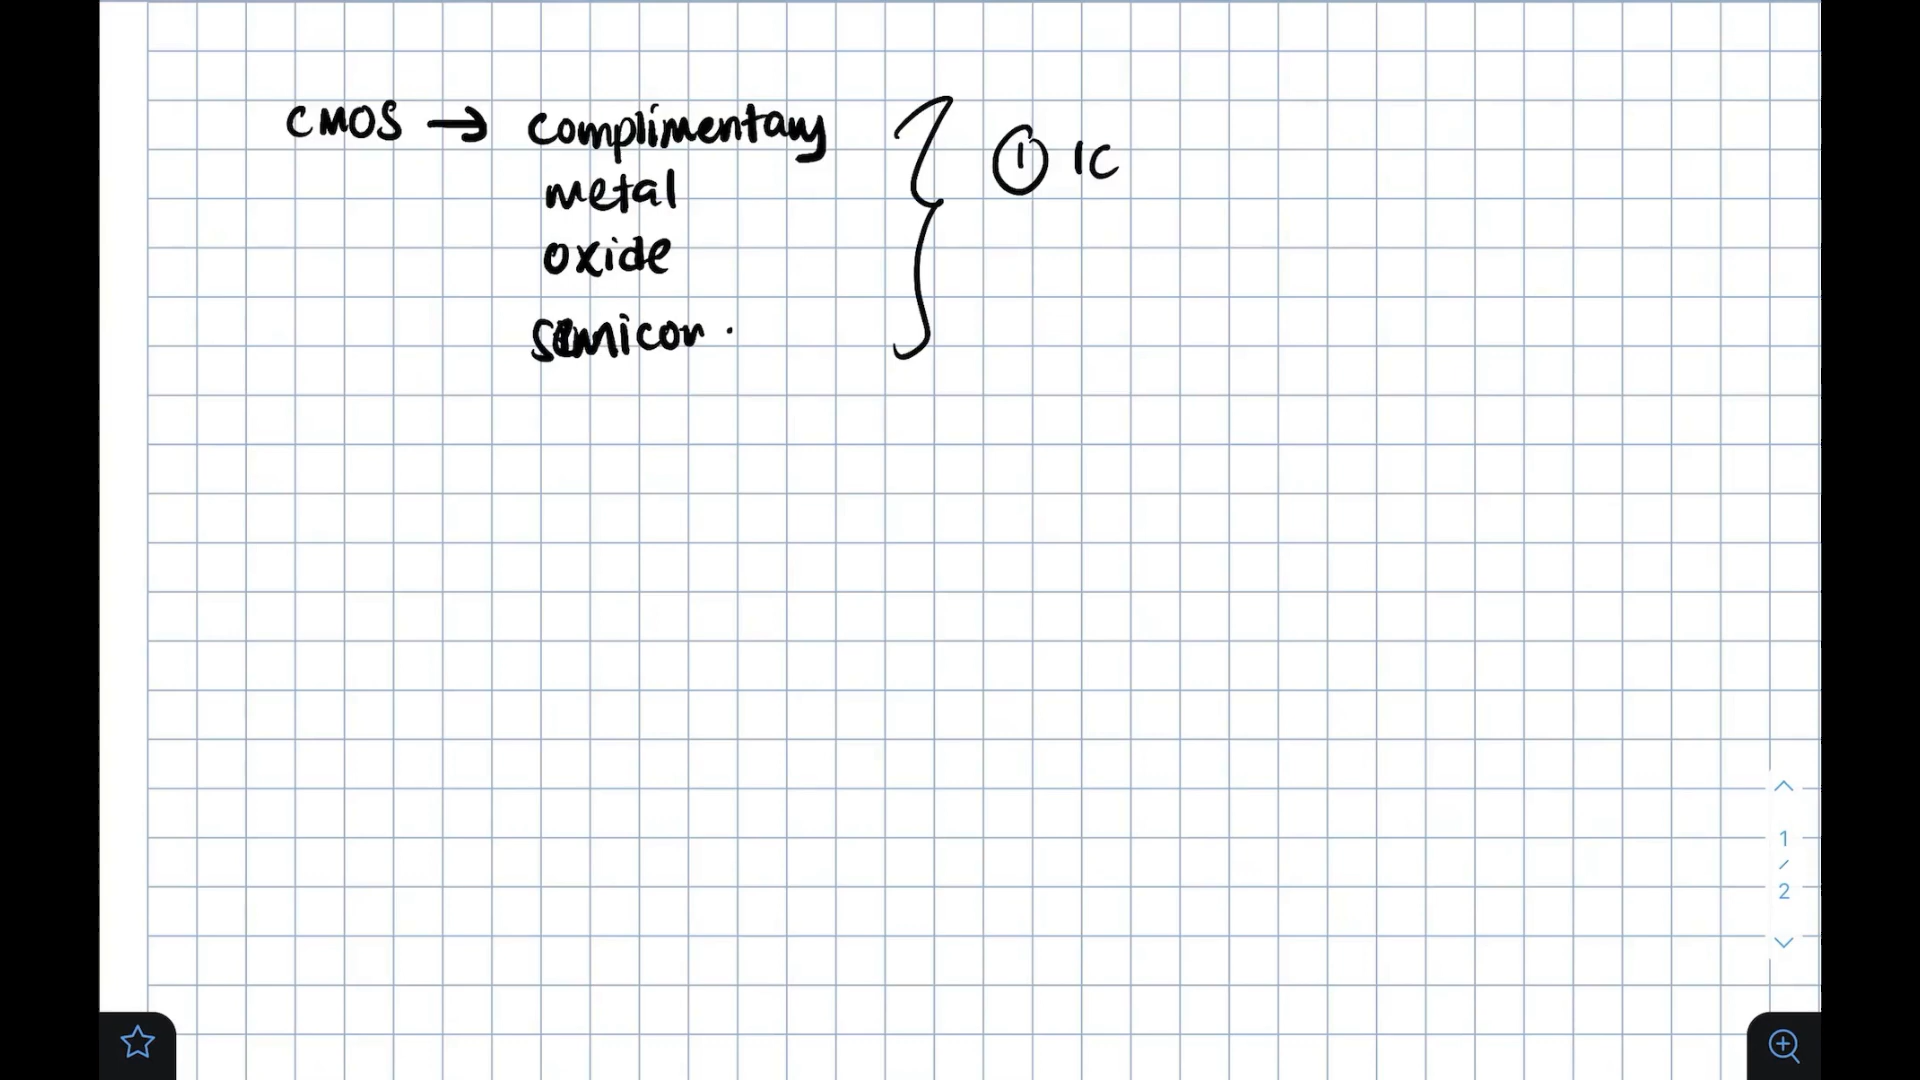 CMOS → complimentary
metal
oxide
semicon.
① IC
1
/
2